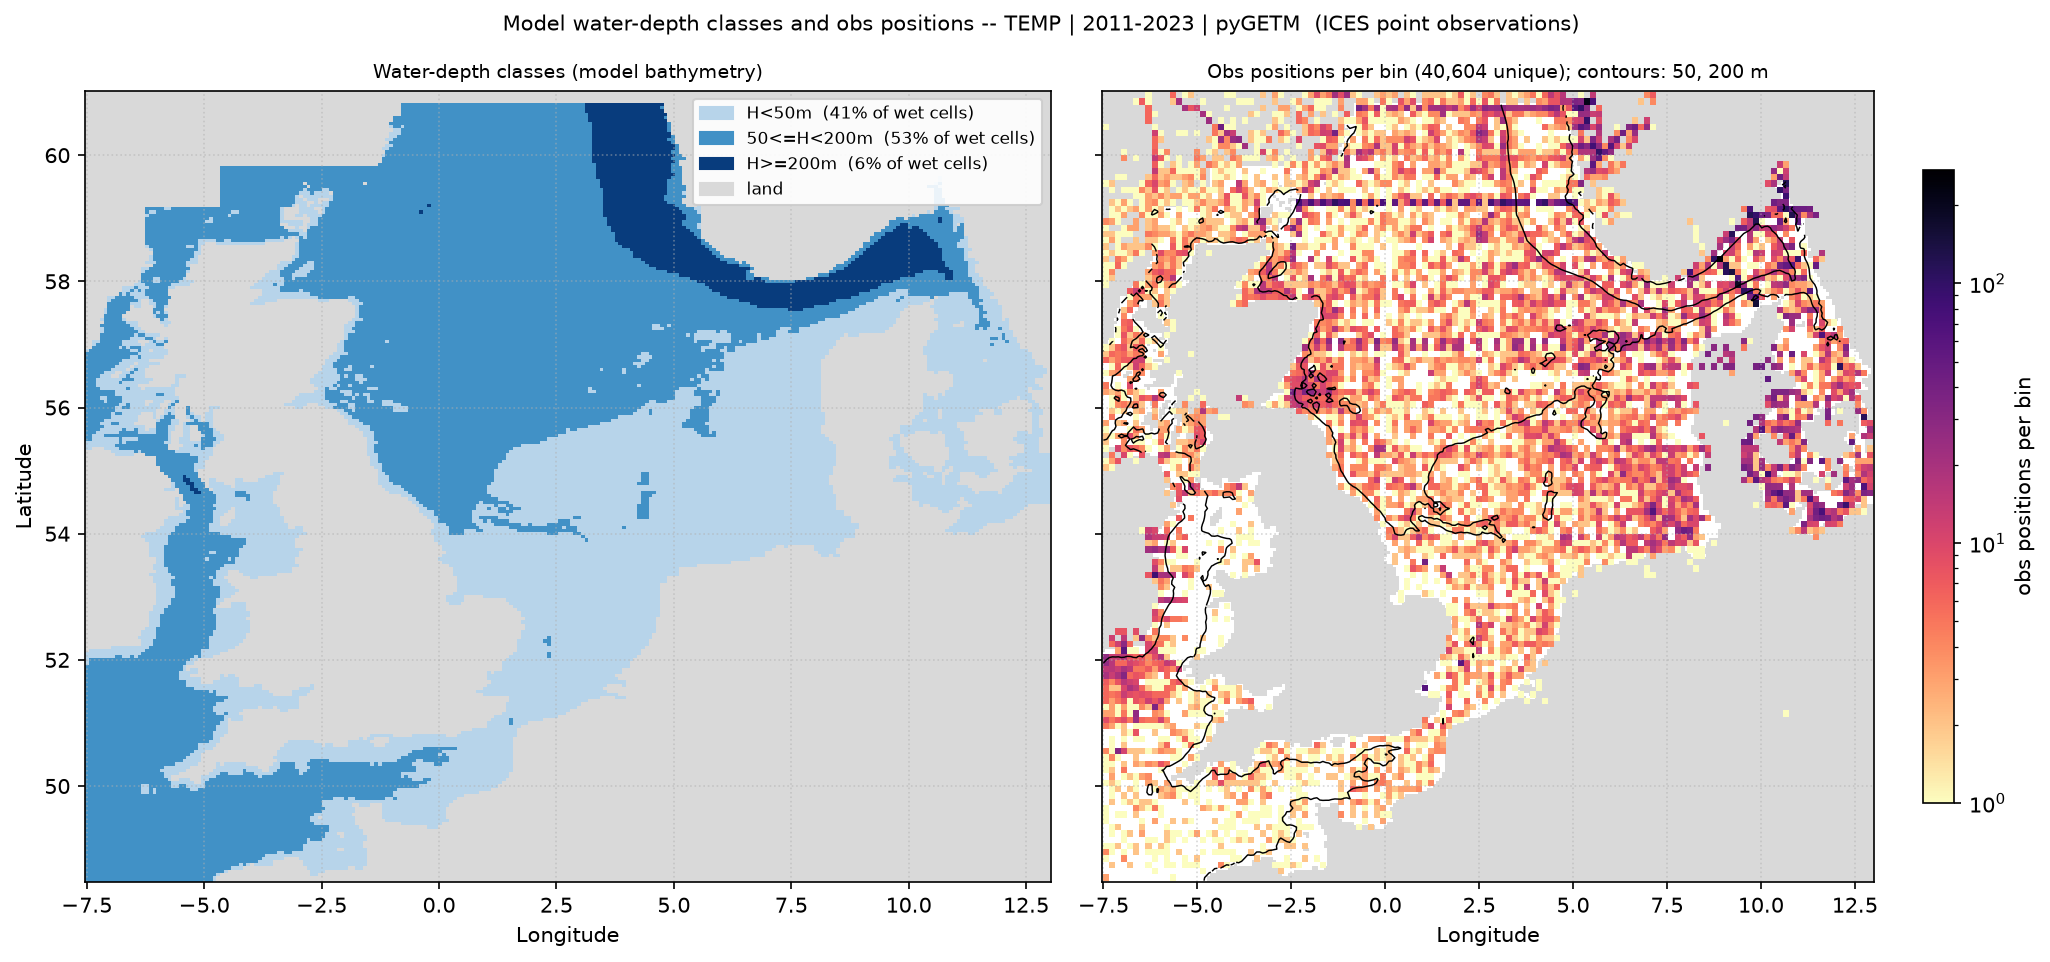 Model water-depth classes and obs positions -- TEMP | 2011-2023 | pyGETM  (ICES point observations)
Water-depth classes (model bathymetry)
H<50m  (41% of wet cells)
50<=H<200m  (53% of wet cells)
H>=200m  (6% of wet cells)
land
60
58
56
54
52
50
Latitude
−7.5
−5.0
−2.5
0.0
2.5
5.0
7.5
10.0
12.5
Longitude
Obs positions per bin (40,604 unique); contours: 50, 200 m
−7.5
−5.0
−2.5
0.0
2.5
5.0
7.5
10.0
12.5
Longitude
10²
10¹
10⁰
obs positions per bin